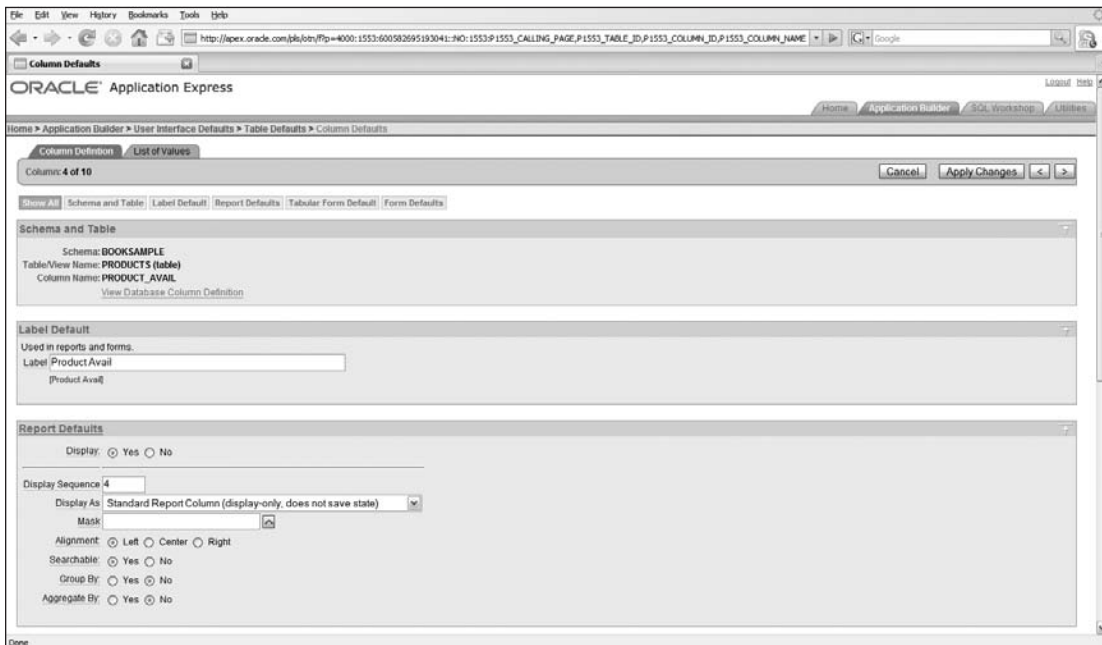 File Edit View History Bookmarks Tools Help
http://apex.oracle.com/pls/otn/f?p=4000:1553:600582695193041::NO:1553:P1553_CALLING_PAGE,P1553_TABLE_ID,P1553_COLUMN_ID,P1553_COLUMN_NAME Google
Column Defaults
ORACLE Application Express Logout Help
Home Application Builder SQL Workshop Utilities
Home > Application Builder > User Interface Defaults > Table Defaults > Column Defaults
Column Definition List of Values
Column: 4 of 10 Cancel Apply Changes < >
Show All Schema and Table Label Default Report Defaults Tabular Form Default Form Defaults
Schema and Table
Schema: BOOKSAMPLE
Table/View Name: PRODUCTS (table)
Column Name: PRODUCT_AVAIL
View Database Column Definition
Label Default
Used in reports and forms.
Label Product Avail
[Product Avail]
Report Defaults
Display: Yes No
Display Sequence 4
Display As Standard Report Column (display-only, does not save state)
Mask
Alignment: Left Center Right
Searchable: Yes No
Group By: Yes No
Aggregate By: Yes No
Done